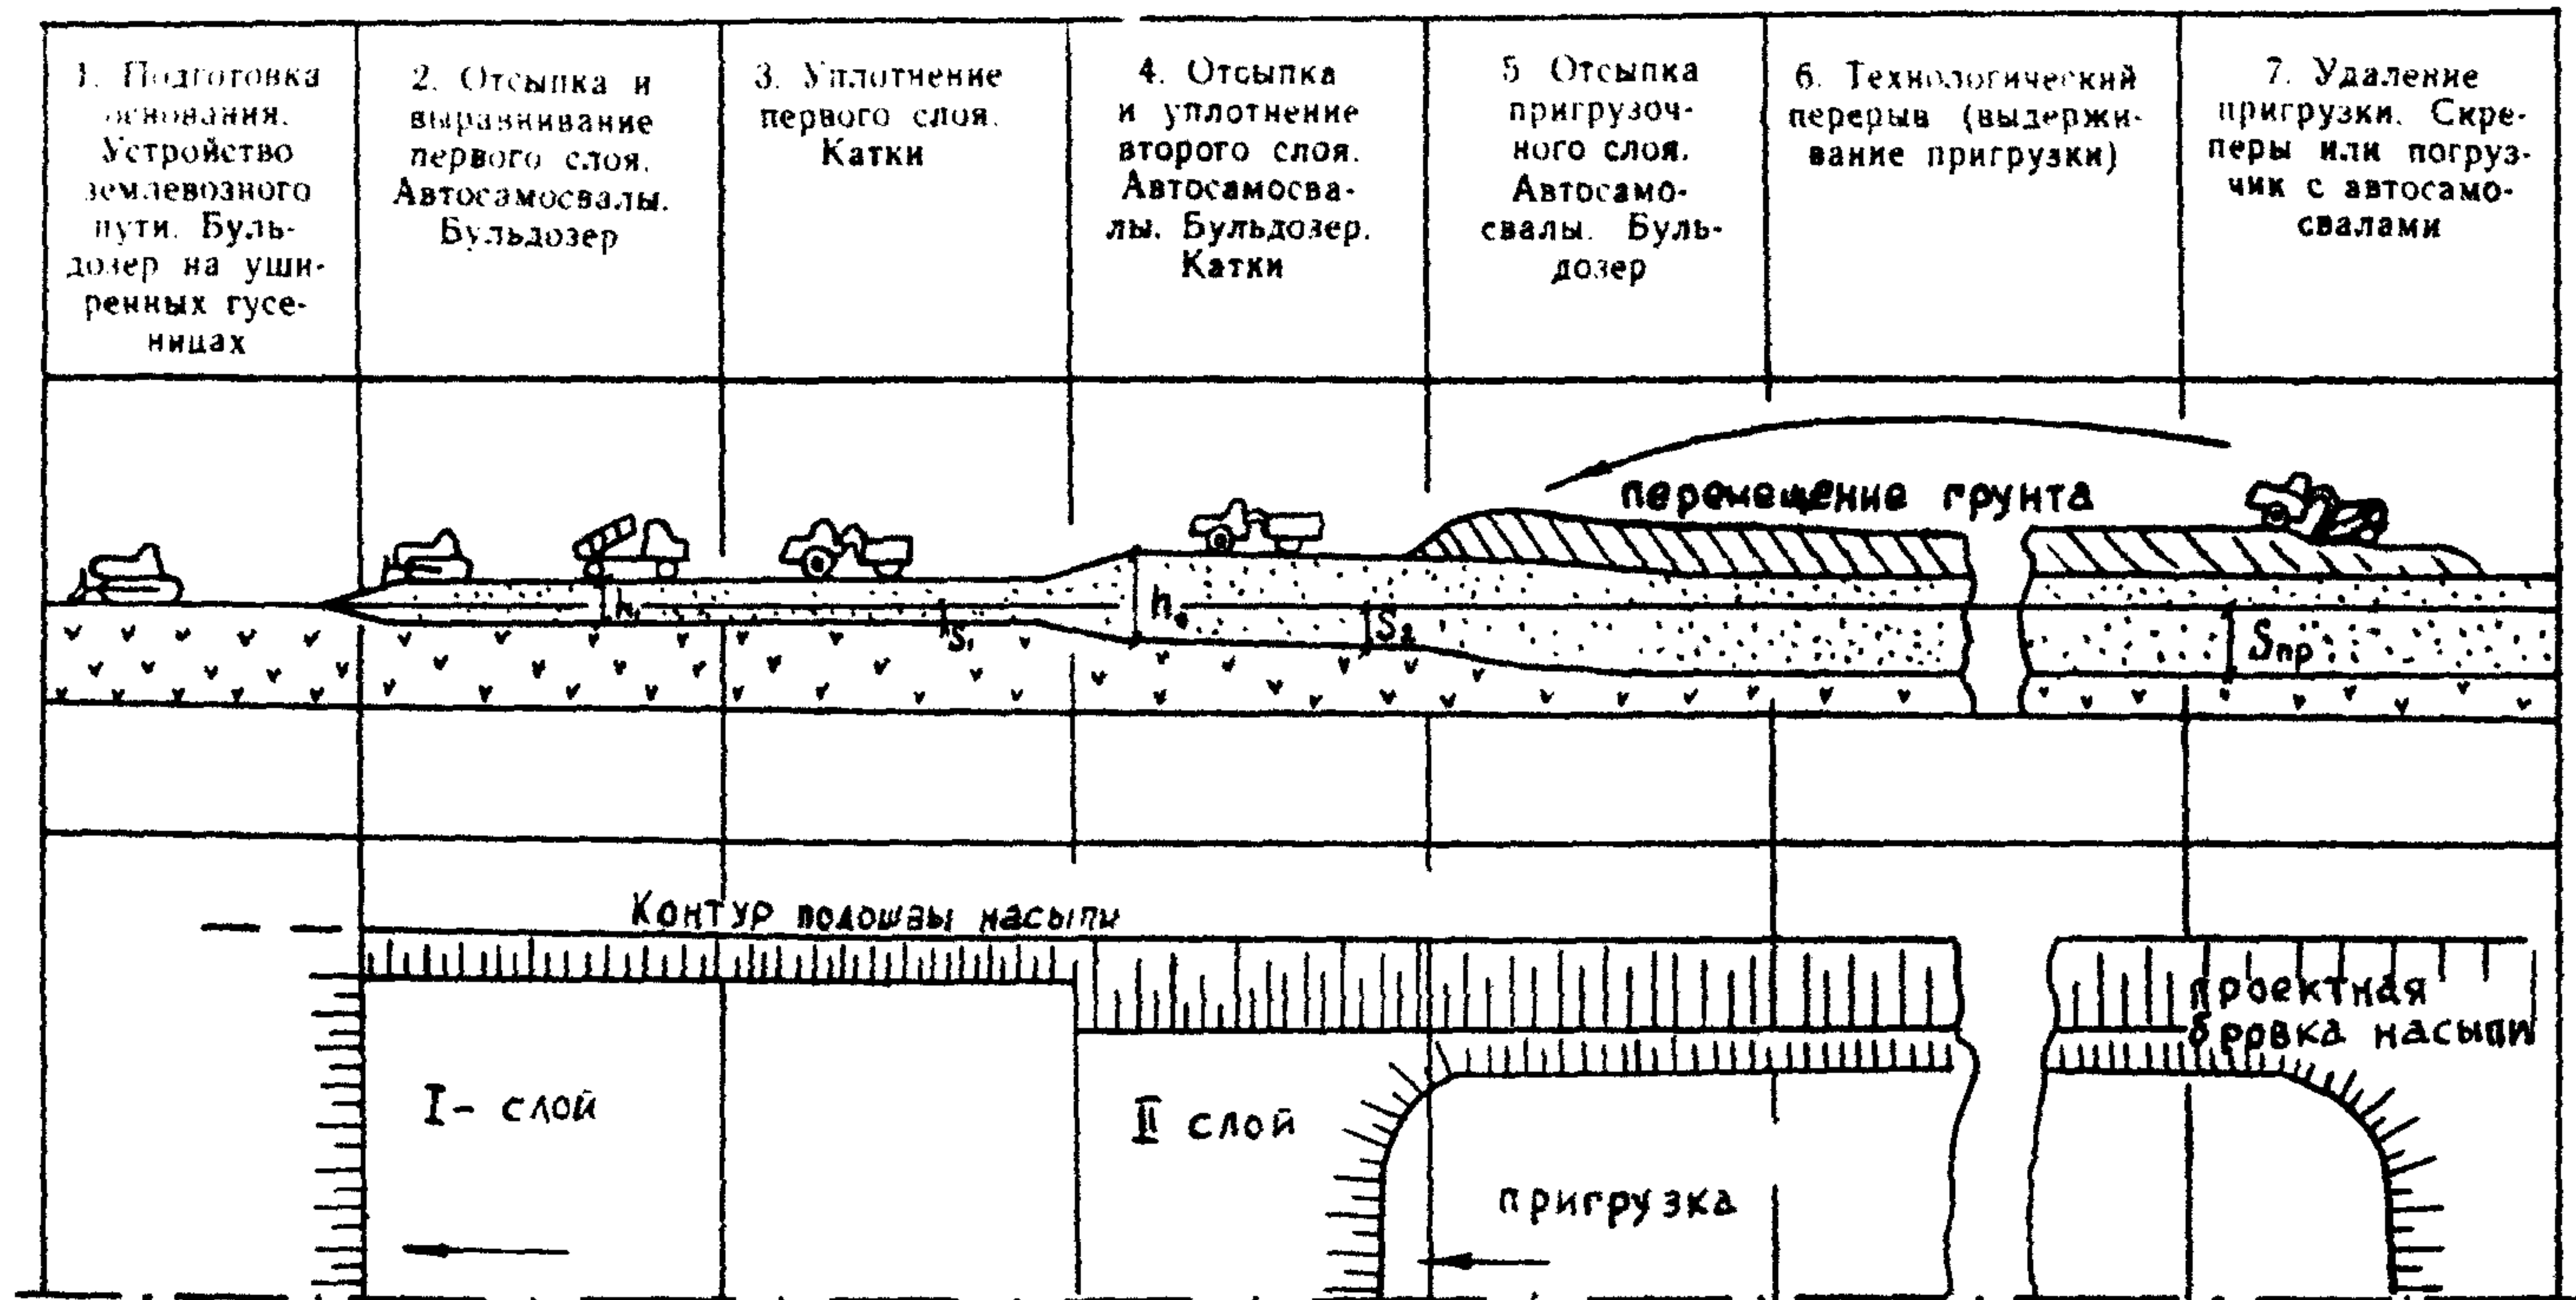 1. Подготовка
основания.
Устройство
землевозного
пути. Буль-
дозер на уши-
ренных гусе-
ницах
2. Отсыпка и
выравнивание
первого слоя.
Автосамосвалы.
Бульдозер
3. Уплотнение
первого слоя.
Катки
4. Отсыпка
и уплотнение
второго слоя.
Автосамосва-
лы. Бульдозер.
Катки
5 Отсыпка
пригрузоч-
ного слоя.
Автосамо-
свалы. Буль-
дозер
6. Технологический
перерыв (выдержи-
вание пригрузки)
7. Удаление
пригрузки. Скре-
перы или погруз-
чик с автосамо-
свалами
перемещение грунта
h₁
S₁
S₂
Sпр
Контур подошвы насыпи
проектная
бровка насыпи
I- слой
II слой
пригрузка